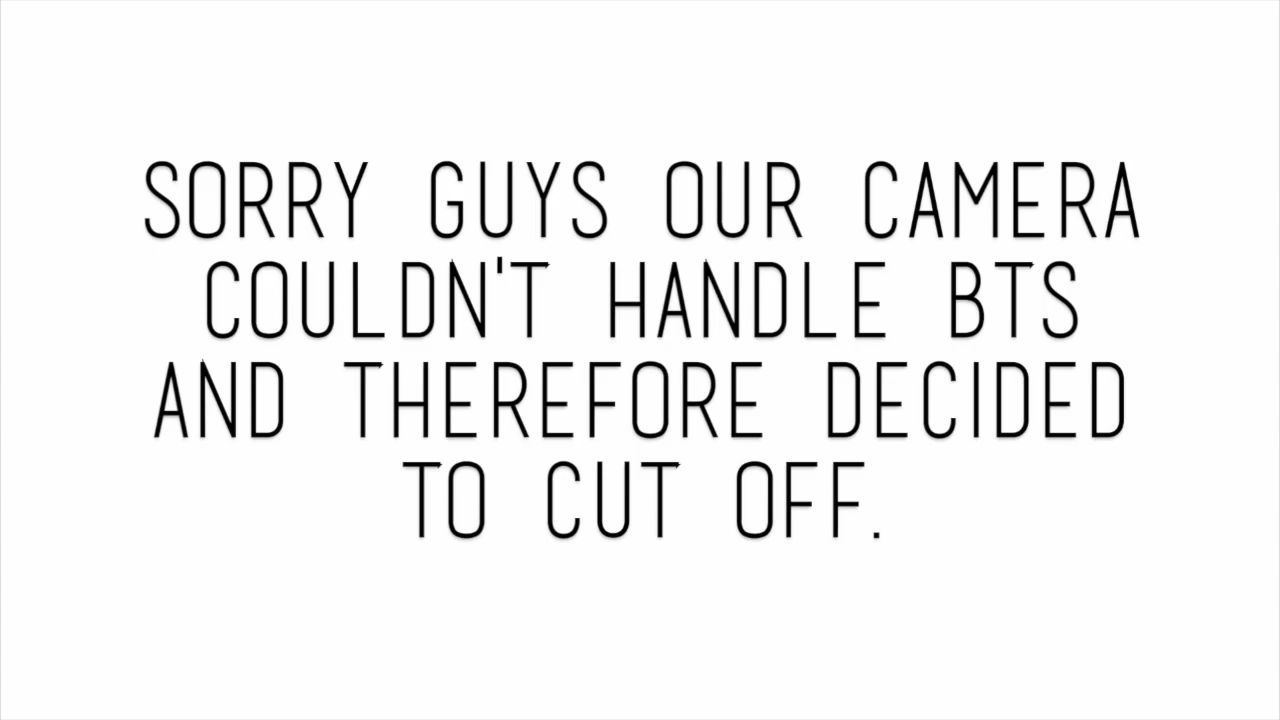 SORRY GUYS OUR CAMERA
COULDN'T HANDLE BTS
AND THEREFORE DECIDED
TO CUT OFF.